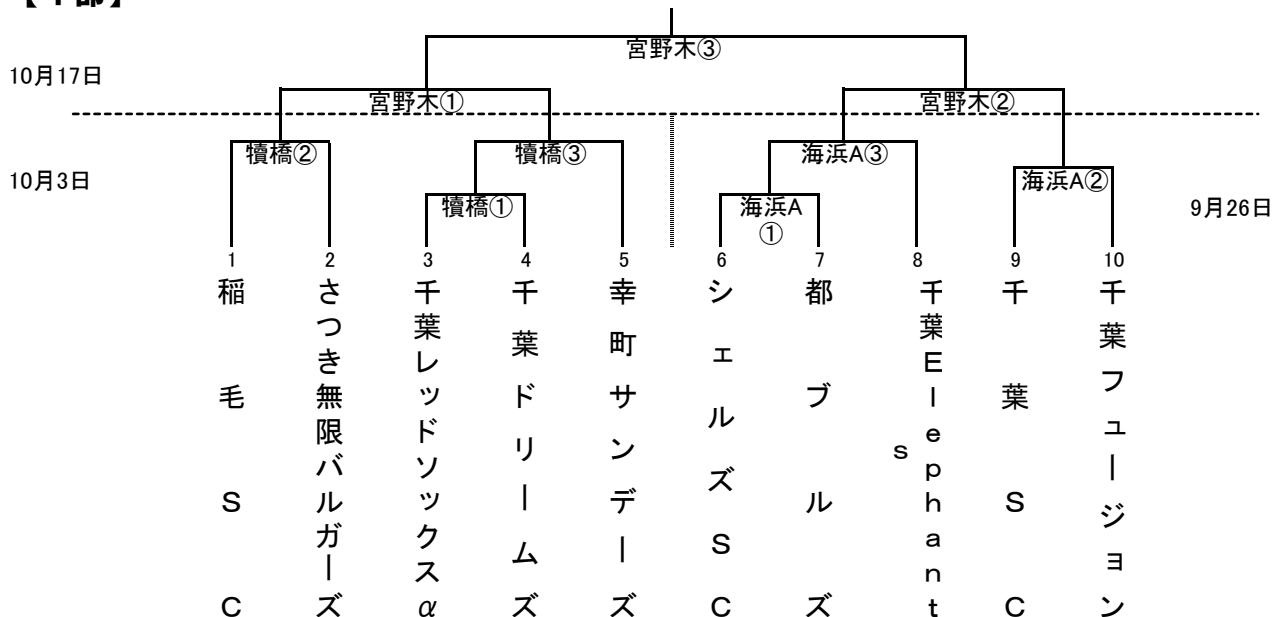 宮野木③
10月17日
宮野木①
宮野木②
犢橋②
犢橋③
海浜A③
10月3日
海浜A②
犢橋①
海浜A
①
9月26日
1
2
3
4
5
6
7
8
9
10
稲毛SC
さつき無限バルガーズ
千葉レッドソックスα
千葉ドリームズ
幸町サンデーズ
シェルズSC
都ブルズ
千葉Elephant
s
千葉SC
千葉フュージョン